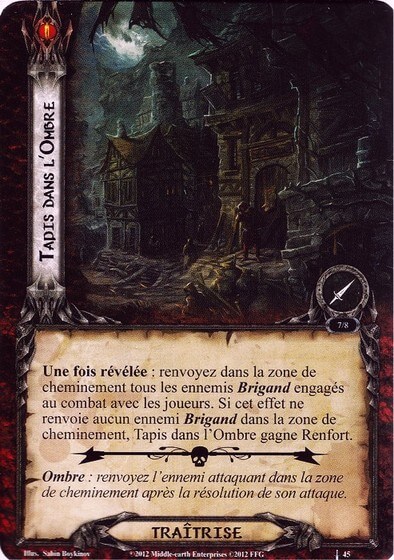 TAPIS DANS L'OMBRE
7/8
Une fois révélée : renvoyez dans la zone de
cheminement tous les ennemis Brigand engagés
au combat avec les joueurs. Si cet effet ne
renvoie aucun ennemi Brigand dans la zone de
cheminement, Tapis dans l'Ombre gagne Renfort.
Ombre : renvoyez l'ennemi attaquant dans la zone
de cheminement après la résolution de son attaque.
TRAÎTRISE
Illus. Sahin Boykinov
©2012 Middle-earth Enterprises ©2012 FFG
45